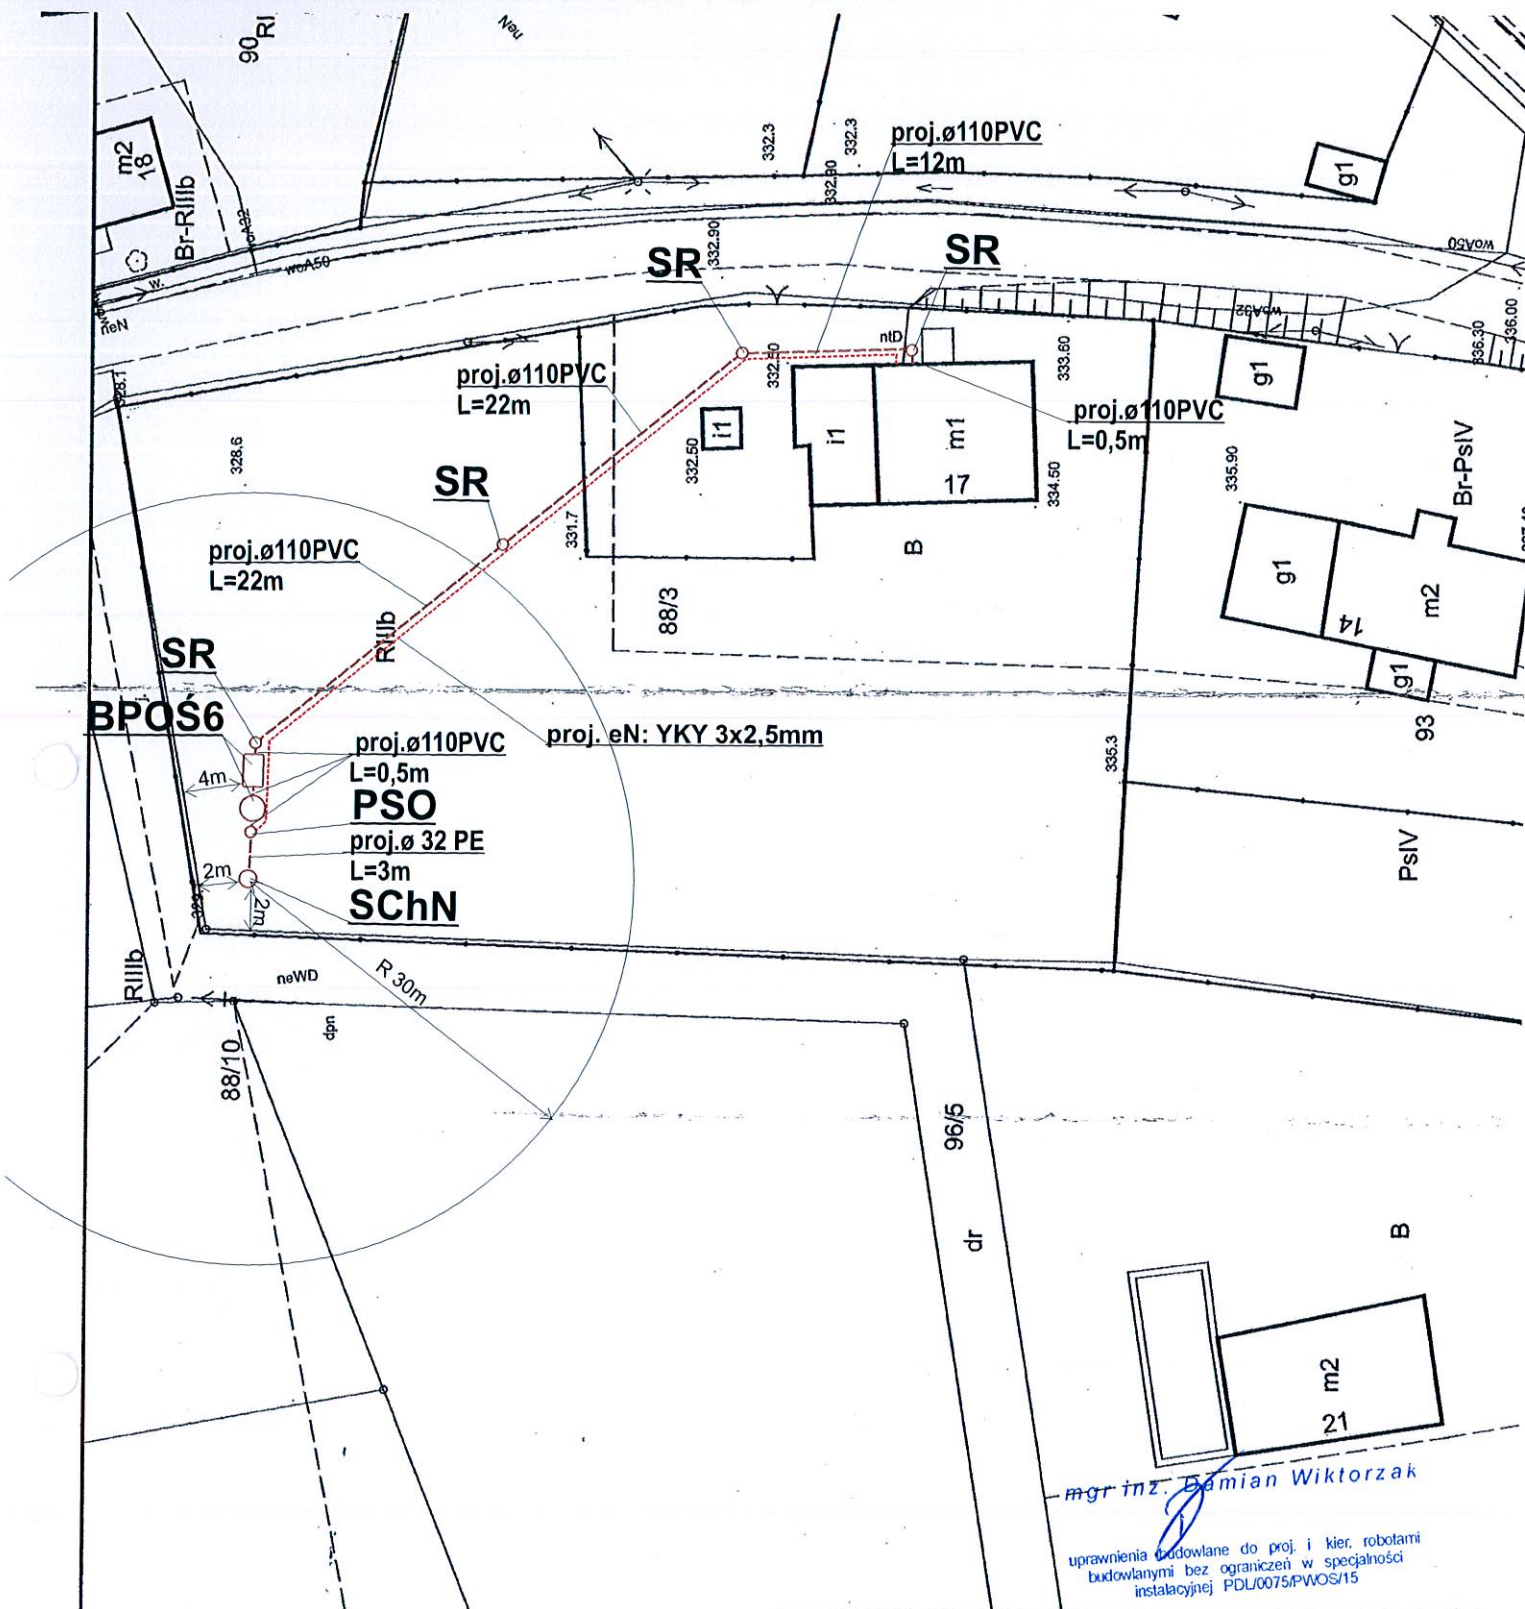 90
RI
neN
m2
18
Br-RIIIb
woA32
woA50
w.
neN
332.3
332.3
332.90
332.90
proj.ø110PVC
L=12m
g1
woA50
SR
SR
woA32
336.30
336.00
328.1
328.6
proj.ø110PVC
L=22m
ntD
333.60
g1
proj.ø110PVC
L=0,5m
i1
i1
m1
17
332.50
334.50
335.90
Br-PsIV
SR
331.7
B
proj.ø110PVC
L=22m
88/3
g1
m2
14
g1
93
RIIIb
SR
BPOŚ6
proj.ø110PVC
L=0,5m
proj. eN: YKY 3x2,5mm
4m
335.3
PSO
proj.ø 32 PE
L=3m
2m
2m
SChN
PsIV
RIIIb
neWD
R 30m
dpn
88/10
96/5
dr
B
m2
21
mgr inż. Damian Wiktorzak
uprawnienia budowlane do proj. i kier. robotami
budowlanymi bez ograniczeń w specjalności
instalacyjnej PDL/0075/PWOS/15